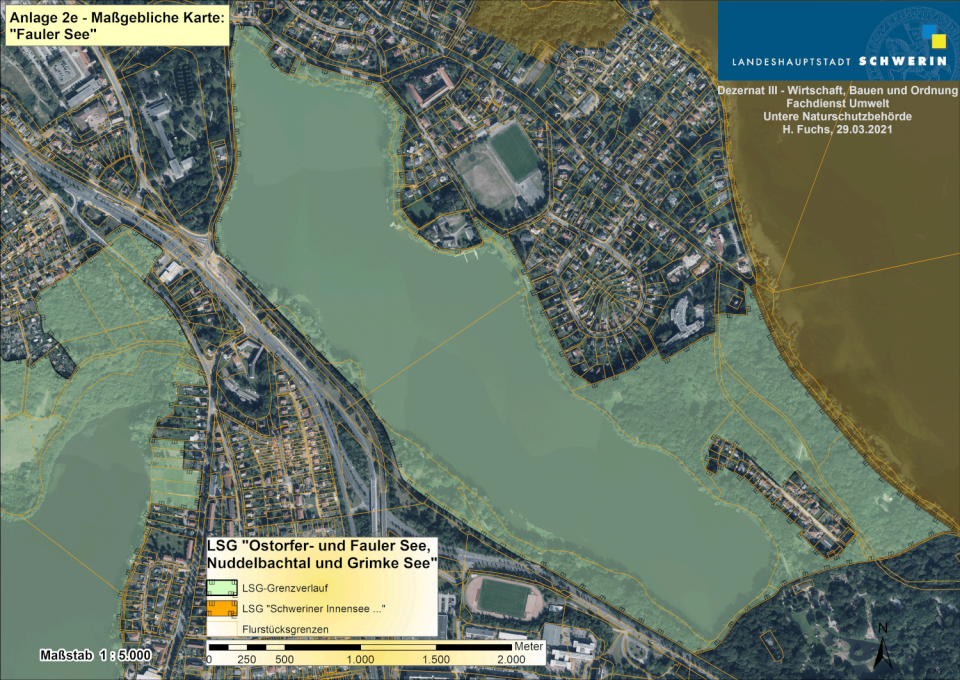 Anlage 2e - Maßgebliche Karte:
"Fauler See"
LANDESHAUPTSTADT SCHWERIN
Dezernat III - Wirtschaft, Bauen und Ordnung
Fachdienst Umwelt
Untere Naturschutzbehörde
H. Fuchs, 29.03.2021
LSG "Ostorfer- und Fauler See,
Nuddelbachtal und Grimke See"
LSG-Grenzverlauf
LSG "Schweriner Innensee ..."
Flurstücksgrenzen
Meter
0 250 500 1.000 1.500 2.000
Maßstab 1 : 5.000
N